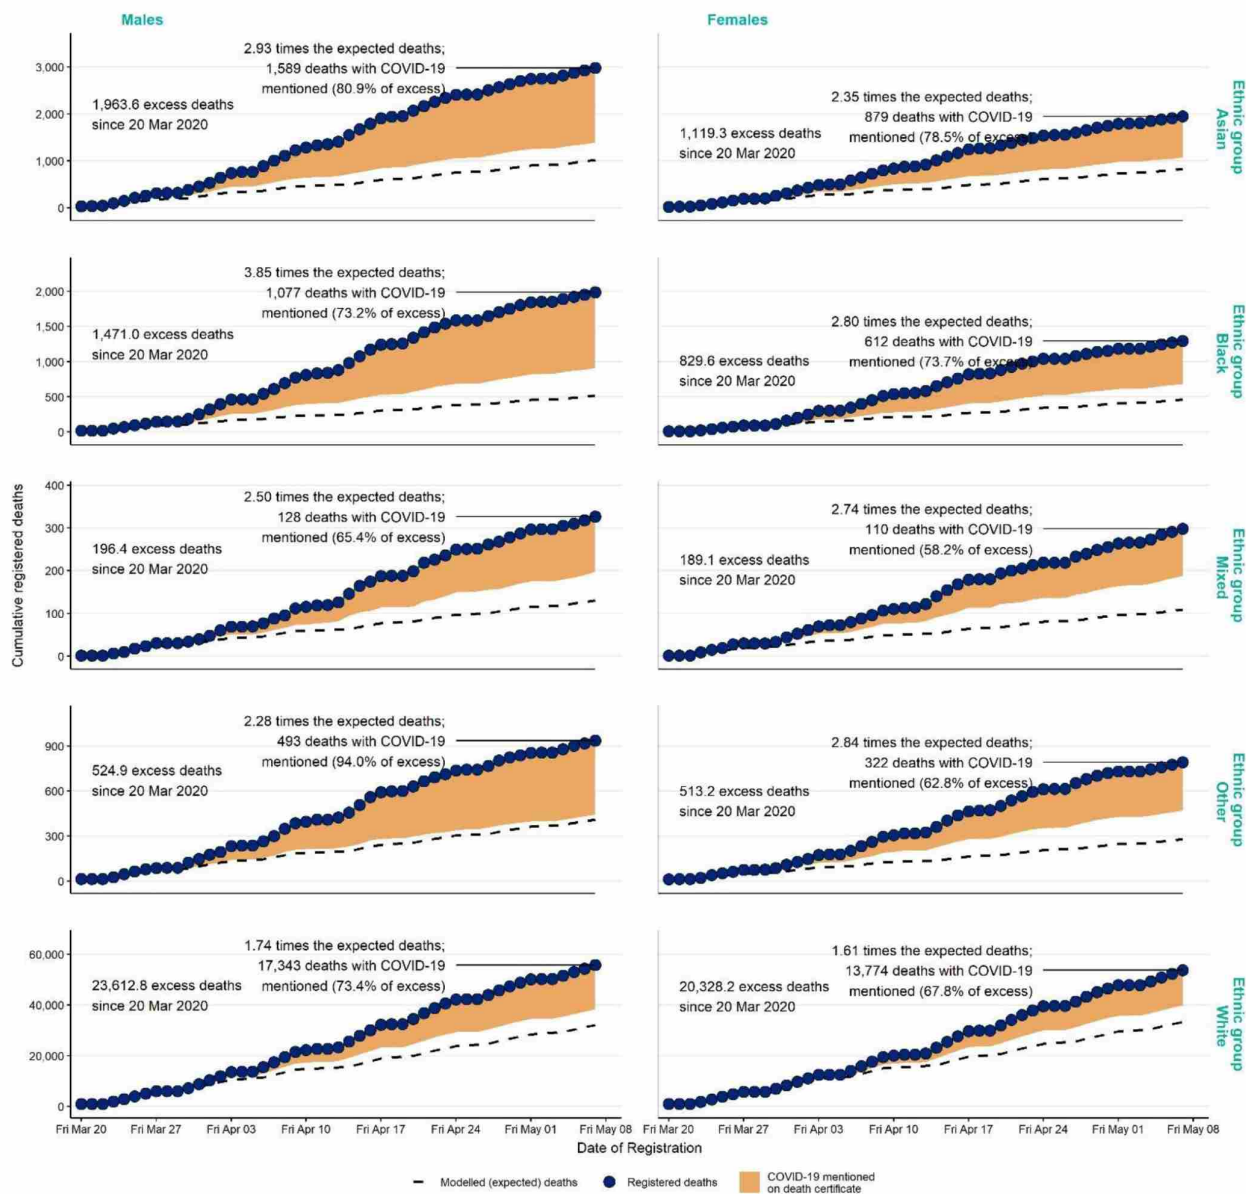 Males
Females
3,000
2,000
1,000
0
2.93 times the expected deaths;
1,589 deaths with COVID-19
mentioned (80.9% of excess)
1,963.6 excess deaths
since 20 Mar 2020
2.35 times the expected deaths;
879 deaths with COVID-19
mentioned (78.5% of excess)
1,119.3 excess deaths
since 20 Mar 2020
Ethnic group
Asian
2,000
1,500
1,000
500
0
3.85 times the expected deaths;
1,077 deaths with COVID-19
mentioned (73.2% of excess)
1,471.0 excess deaths
since 20 Mar 2020
2.80 times the expected deaths;
612 deaths with COVID-19
mentioned (73.7% of excess)
829.6 excess deaths
since 20 Mar 2020
Ethnic group
Black
Cumulative registered deaths
400
300
200
100
0
2.50 times the expected deaths;
128 deaths with COVID-19
mentioned (65.4% of excess)
196.4 excess deaths
since 20 Mar 2020
2.74 times the expected deaths;
110 deaths with COVID-19
mentioned (58.2% of excess)
189.1 excess deaths
since 20 Mar 2020
Ethnic group
Mixed
900
600
300
0
2.28 times the expected deaths;
493 deaths with COVID-19
mentioned (94.0% of excess)
524.9 excess deaths
since 20 Mar 2020
2.84 times the expected deaths;
322 deaths with COVID-19
mentioned (62.8% of excess)
513.2 excess deaths
since 20 Mar 2020
Ethnic group
Other
60,000
40,000
20,000
0
1.74 times the expected deaths;
17,343 deaths with COVID-19
mentioned (73.4% of excess)
23,612.8 excess deaths
since 20 Mar 2020
1.61 times the expected deaths;
13,774 deaths with COVID-19
mentioned (67.8% of excess)
20,328.2 excess deaths
since 20 Mar 2020
Ethnic group
White
Fri Mar 20 Fri Mar 27 Fri Apr 03 Fri Apr 10 Fri Apr 17 Fri Apr 24 Fri May 01 Fri May 08
Fri Mar 20 Fri Mar 27 Fri Apr 03 Fri Apr 10 Fri Apr 17 Fri Apr 24 Fri May 01 Fri May 08
Date of Registration
Modelled (expected) deaths
Registered deaths
COVID-19 mentioned
on death certificate